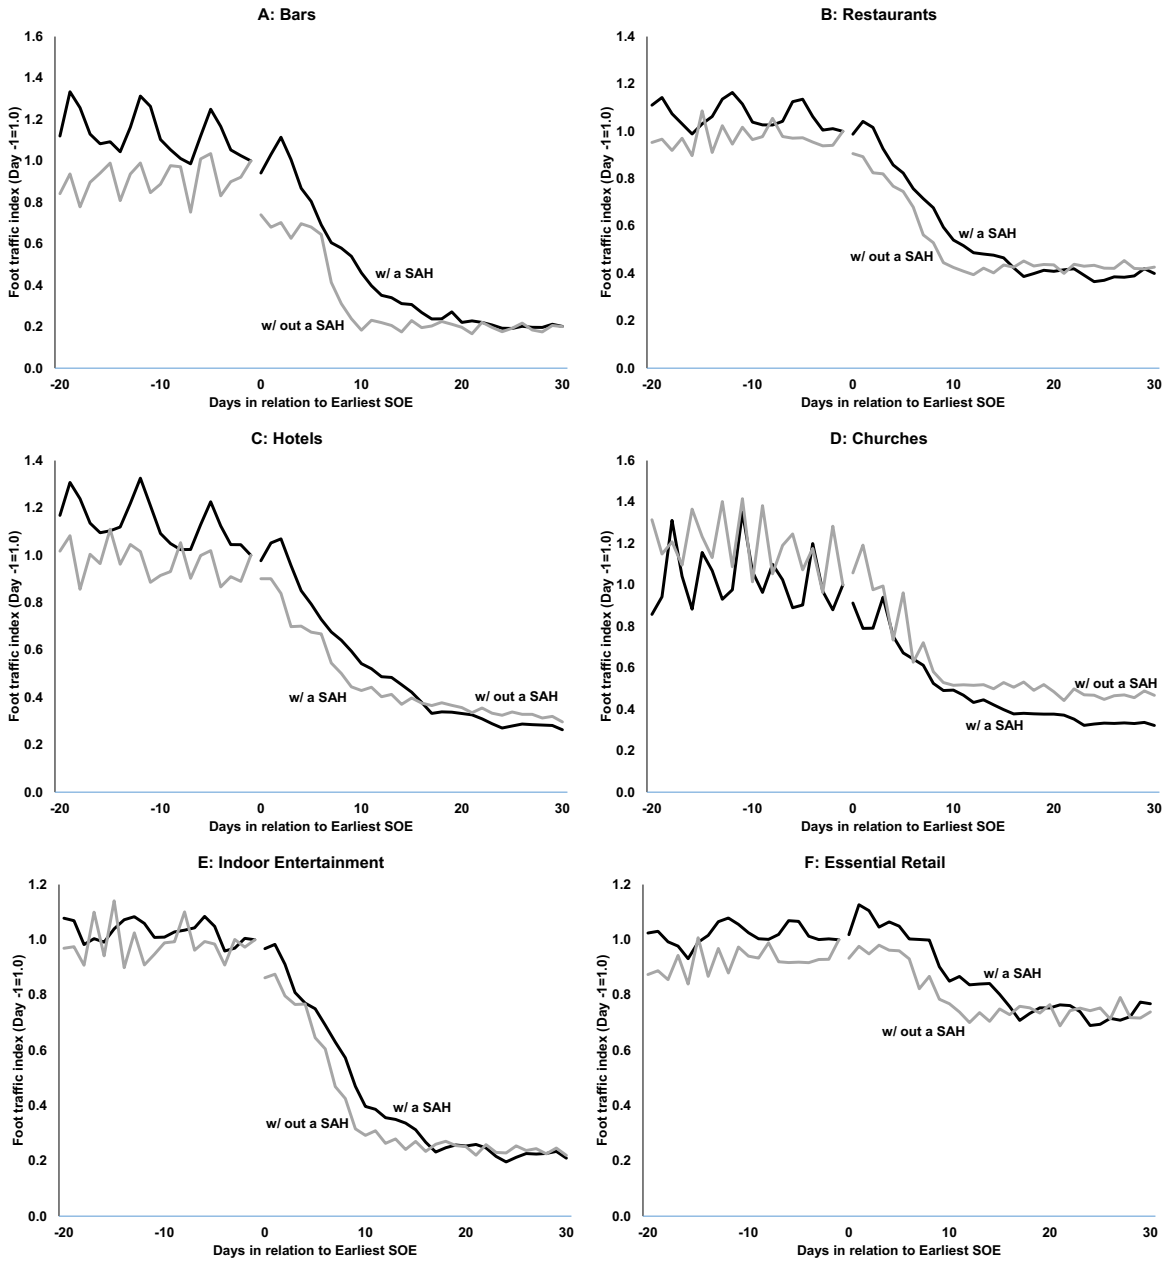 A: Bars
Foot traffic index (Day -1=1.0)
1.6
1.4
1.2
1.0
0.8
0.6
0.4
0.2
0.0
w/ a SAH
w/ out a SAH
-20 -10 0 10 20 30
Days in relation to Earliest SOE
B: Restaurants
Foot traffic index (Day -1=1.0)
1.4
1.2
1.0
0.8
0.6
0.4
0.2
0.0
w/ a SAH
w/ out a SAH
-20 -10 0 10 20 30
Days in relation to Earliest SOE
C: Hotels
Foot traffic index (Day -1=1.0)
1.4
1.2
1.0
0.8
0.6
0.4
0.2
0.0
w/ a SAH
w/ out a SAH
-20 -10 0 10 20 30
Days in relation to Earliest SOE
D: Churches
Foot traffic index (Day -1=1.0)
1.6
1.4
1.2
1.0
0.8
0.6
0.4
0.2
0.0
w/ out a SAH
w/ a SAH
-20 -10 0 10 20 30
Days in relation to Earliest SOE
E: Indoor Entertainment
Foot traffic index (Day -1=1.0)
1.2
1.0
0.8
0.6
0.4
0.2
0.0
w/ a SAH
w/ out a SAH
-20 -10 0 10 20 30
Days in relation to Earliest SOE
F: Essential Retail
Foot traffic index (Day -1=1.0)
1.2
1.0
0.8
0.6
0.4
0.2
0.0
w/ a SAH
w/ out a SAH
-20 -10 0 10 20 30
Days in relation to Earliest SOE